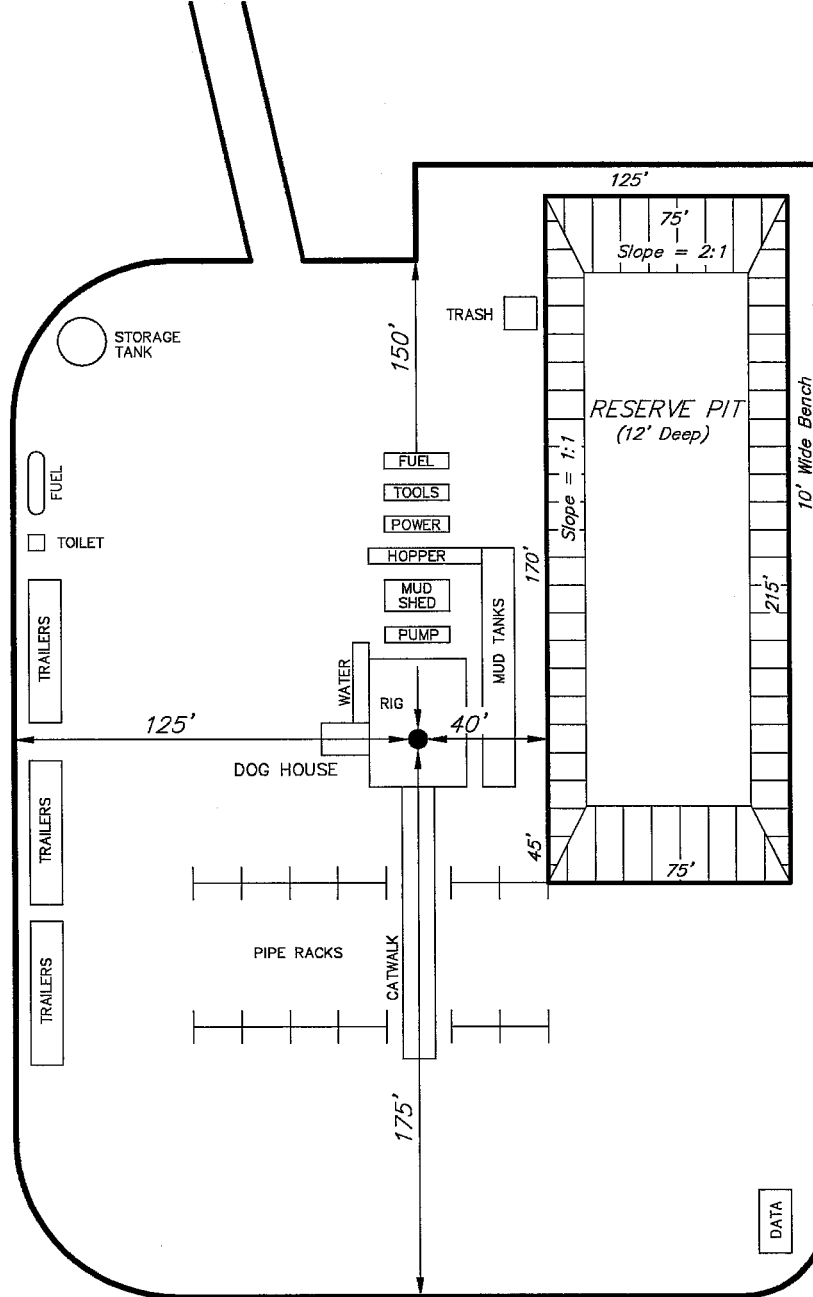 125'
75'
Slope = 2:1
TRASH
STORAGE
TANK
150'
RESERVE PIT
(12' Deep)
10' Wide Bench
FUEL
FUEL
TOOLS
POWER
HOPPER
Slope = 1:1
TOILET
MUD
SHED
PUMP
MUD TANKS
170'
215'
TRAILERS
WATER
RIG
125'
40'
DOG HOUSE
TRAILERS
45'
75'
PIPE RACKS
CATWALK
TRAILERS
175'
DATA